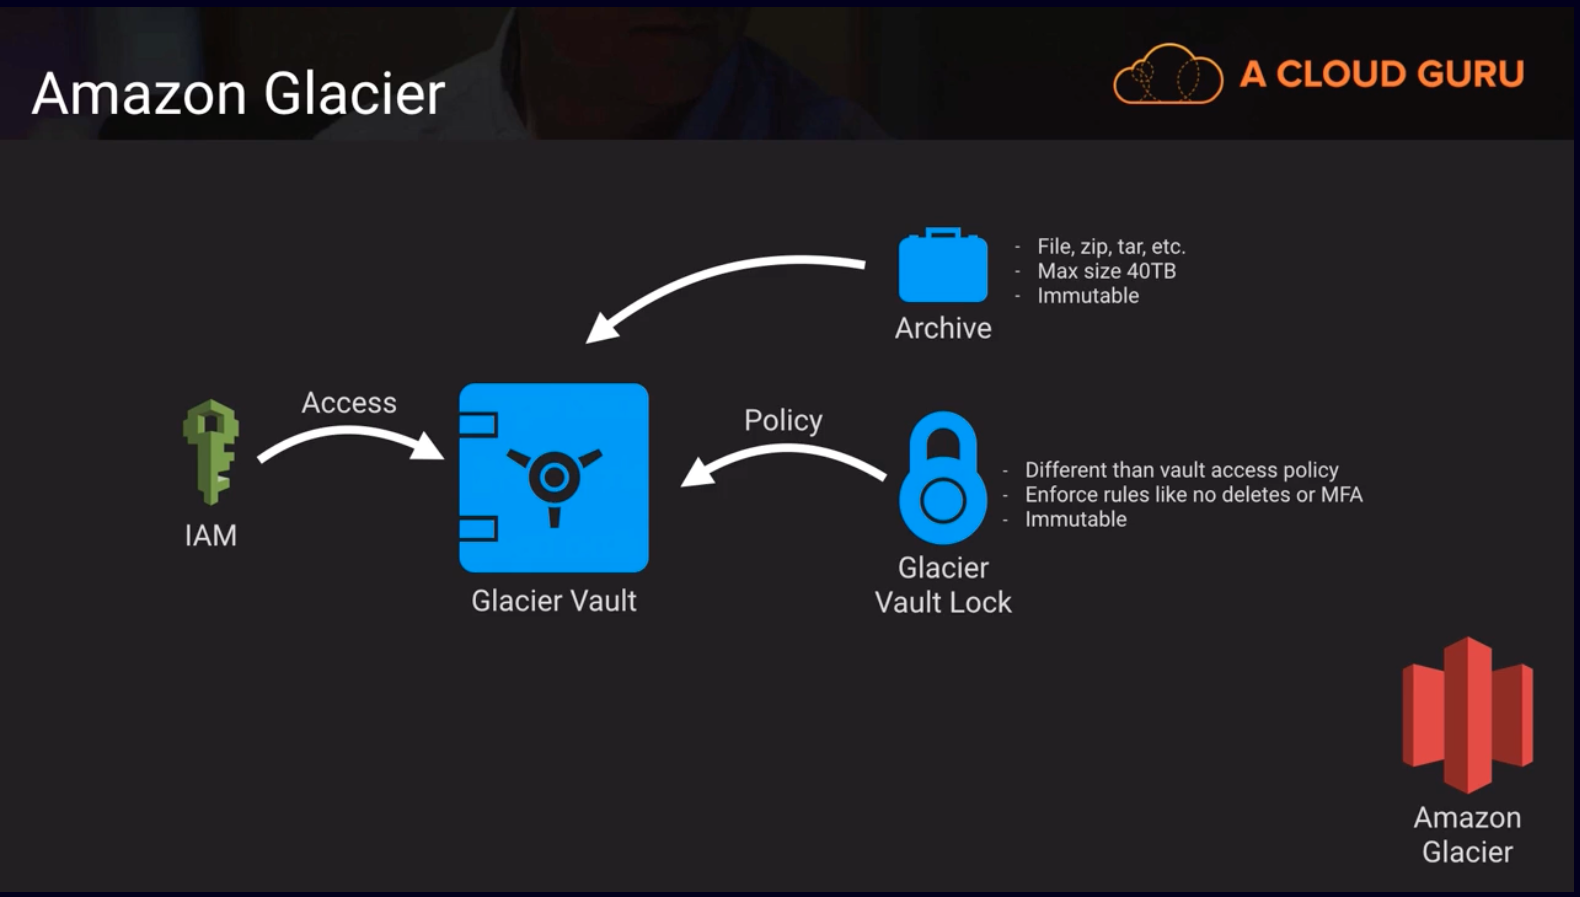 Amazon Glacier
A CLOUD GURU
- File, zip, tar, etc.
- Max size 40TB
- Immutable
Archive
Access
Policy
- Different than vault access policy
- Enforce rules like no deletes or MFA
- Immutable
IAM
Glacier Vault
Glacier
Vault Lock
Amazon
Glacier